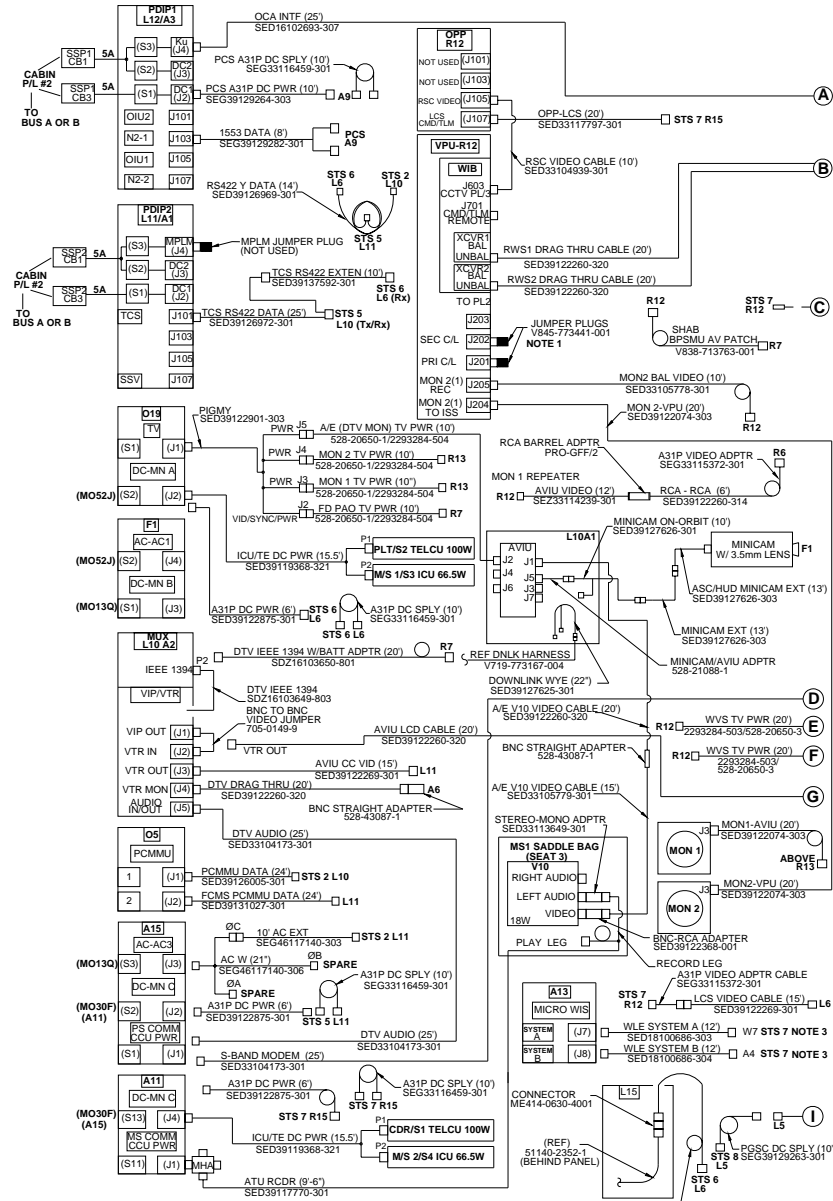 PDIP1
L12/A3
OCA INTF (25')
SED16102693-307
SSP1
CB1
5A
(S3)
Ku
(J4)
(S2)
DC2
(J3)
CABIN
P/L #2
SSP1
CB3
5A
(S1)
DC1
(J2)
TO
BUS A OR B
PCS A31P DC SPLY (10')
SEG33116459-301
PCS A31P DC PWR (10')
SEG39129264-303
A9
OIU2
J101
N2-1
J103
1553 DATA (8')
SEG39129282-301
PCS
A9
OIU1
J105
N2-2
J107
RS422 Y DATA (14')
SED39126969-301
STS 6
L6
STS 2
L10
STS 5
L11
PDIP2
L11/A1
SSP2
CB1
5A
(S3)
MPLM
(J4)
MPLM JUMPER PLUG
(NOT USED)
(S2)
DC2
(J3)
CABIN
P/L #2
SSP2
CB3
5A
(S1)
DC1
(J2)
TO
BUS A OR B
TCS RS422 EXTEN (10')
SED39137592-301
STS 6
L6 (Rx)
TCS
J101
TCS RS422 DATA (25')
SED39126972-301
STS 5
L10 (Tx/Rx)
J103
J105
SSV
J107
OPP
R12
NOT USED
(J101)
NOT USED
(J103)
RSC VIDEO
(J105)
LCS
CMD/TLM
(J107)
OPP-LCS (20')
SED33117797-301
STS 7 R15
A
VPU-R12
WIB
J603
CCTV PL/3
J701
CMD/TLM
REMOTE
RSC VIDEO CABLE (10')
SED33104939-301
B
XCVR1
BAL
UNBAL
RWS1 DRAG THRU CABLE (20')
SED39122260-320
XCVR2
BAL
UNBAL
RWS2 DRAG THRU CABLE (20')
SED39122260-320
TO PL2
J203
SEC C/L
J202
PRI C/L
J201
JUMPER PLUGS
V845-773441-001
NOTE 1
R12
SHAB
BPSMU AV PATCH
V838-713763-001
R7
STS 7
R12
C
MON 2(1)
REC
J205
MON2 BAL VIDEO (10')
SED33105778-301
R12
MON 2(1)
TO ISS
J204
MON 2-VPU (20')
SED39122074-303
O19
TV
(S1)
(J1)
PIGMY
SED39122901-303
DC-MN A
(MO52J)
(S2)
(J2)
PWR
J5
A/E (DTV MON) TV PWR (10')
528-20650-1/2293284-504
PWR
J4
MON 2 TV PWR (10')
528-20650-1/2293284-504
R13
PWR
J3
MON 1 TV PWR (10")
528-20650-1/2293284-504
R13
VID/SYNC/PWR
J2
FD PAO TV PWR (10')
528-20650-1/2293284-504
R7
F1
AC-AC1
(MO52J)
(S2)
(J4)
DC-MN B
(MO13Q)
(S1)
(J3)
ICU/TE DC PWR (15.5')
SED39119368-321
P1
PLT/S2 TELCU 100W
P2
M/S 1/S3 ICU 66.5W
A31P DC PWR (6')
SED39122875-301
STS 6
L6
STS 6 L6
A31P DC SPLY (10')
SEG33116459-301
RCA BARREL ADPTR
PRO-GFF/2
A31P VIDEO ADPTR
SEG33115372-301
R6
MON 1 REPEATER
R12
AVIU VIDEO (12')
SEZ33114239-301
RCA - RCA (6')
SED39122260-314
MINICAM ON-ORBIT (10')
SED39127626-301
L10A1
AVIU
J2
J1
J4
J5
J6
J3
J7
MINICAM
W/ 3.5mm LENS
F1
ASC/HUD MINICAM EXT (13')
SED39127626-303
MINICAM EXT (13')
SED39127626-303
MINICAM/AVIU ADPTR
528-21088-1
MUX
L10 A2
P2
IEEE 1394
DTV IEEE 1394 W/BATT ADPTR (20')
SDZ16103650-801
R7
REF DNLK HARNESS
V719-773167-004
DOWNLINK WYE (22")
SED39127625-301
VIP/VTR
DTV IEEE 1394
SDZ16103649-803
BNC TO BNC
VIDEO JUMPER
705-0149-9
A/E V10 VIDEO CABLE (20')
SED39122260-320
D
R12
WVS TV PWR (20')
2293284-503/528-20650-3
E
VIP OUT
(J1)
VTR IN
(J2)
VTR OUT
AVIU LCD CABLE (20')
SED39122260-320
BNC STRAIGHT ADAPTER
528-43087-1
R12
WVS TV PWR (20')
2293284-503/
528-20650-3
F
VTR OUT
(J3)
AVIU CC VID (15')
SED39122269-301
L11
G
VTR MON
(J4)
DTV DRAG THRU (20')
SED39122260-320
A6
BNC STRAIGHT ADAPTER
528-43087-1
AUDIO
IN/OUT
(J5)
DTV AUDIO (25')
SED33104173-301
A/E V10 VIDEO CABLE (15')
SED33105779-301
STEREO-MONO ADPTR
SED33113649-301
MON 1
J3
MON1-AVIU (20')
SED39122074-303
ABOVE
R13
O5
PCMMU
1
(J1)
PCMMU DATA (24')
SED39126005-301
STS 2 L10
2
(J2)
FCMS PCMMU DATA (24')
SED39131027-301
L11
MS1 SADDLE BAG
(SEAT 3)
V10
RIGHT AUDIO
LEFT AUDIO
VIDEO
18W
PLAY LEG
BNC-RCA ADAPTER
SED39122368-001
RECORD LEG
MON 2
J3
MON2-VPU (20')
SED39122074-303
A15
AC-AC3
(MO13Q)
(S3)
(J3)
ØC
10' AC EXT
SEG46117140-303
STS 2 L11
AC W (21")
SEG46117140-306
ØB
SPARE
ØA
SPARE
DC-MN C
(MO30F)
(A11)
(S2)
(J2)
A31P DC PWR (6')
SED39122875-301
STS 5 L11
A31P DC SPLY (10')
SEG33116459-301
PS COMM
CCU PWR
(S1)
(J1)
DTV AUDIO (25')
SED33104173-301
S-BAND MODEM (25')
SED33104173-301
A31P VIDEO ADPTR CABLE
SEG33115372-301
STS 7
R12
LCS VIDEO CABLE (15')
SED39122269-301
L6
A13
MICRO WIS
SYSTEM
A
(J7)
WLE SYSTEM A (12')
SED18100686-303
W7 STS 7 NOTE 3
SYSTEM
B
(J8)
WLE SYSTEM B (12')
SED18100686-304
A4 STS 7 NOTE 3
A11
DC-MN C
(MO30F)
(A15)
(S13)
(J4)
A31P DC PWR (6')
SED39122875-301
STS 7 R15
STS 7 R15
A31P DC SPLY (10')
SEG33116459-301
ICU/TE DC PWR (15.5')
SED39119368-321
P1
CDR/S1 TELCU 100W
P2
M/S 2/S4 ICU 66.5W
MS COMM
CCU PWR
(S11)
(J1)
MHA
ATU RCDR (9'-6")
SED39117770-301
CONNECTOR
ME414-0630-4001
(REF)
51140-2352-1
(BEHIND PANEL)
L15
STS 6
L6
STS 8
L5
L5
PGSC DC SPLY (10'
SEG39129263-301
I